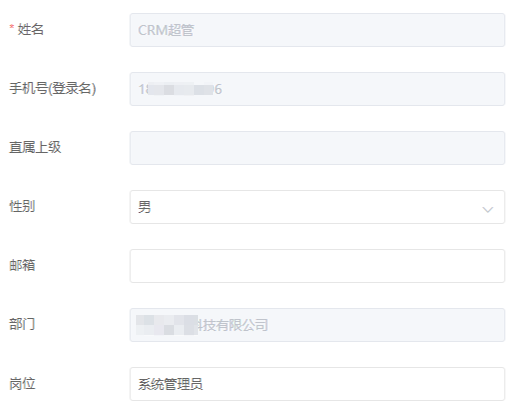 * 姓名 CRM超管
手机号(登录名) 18 6
直属上级
性别 男
邮箱
部门 科技有限公司
岗位 系统管理员